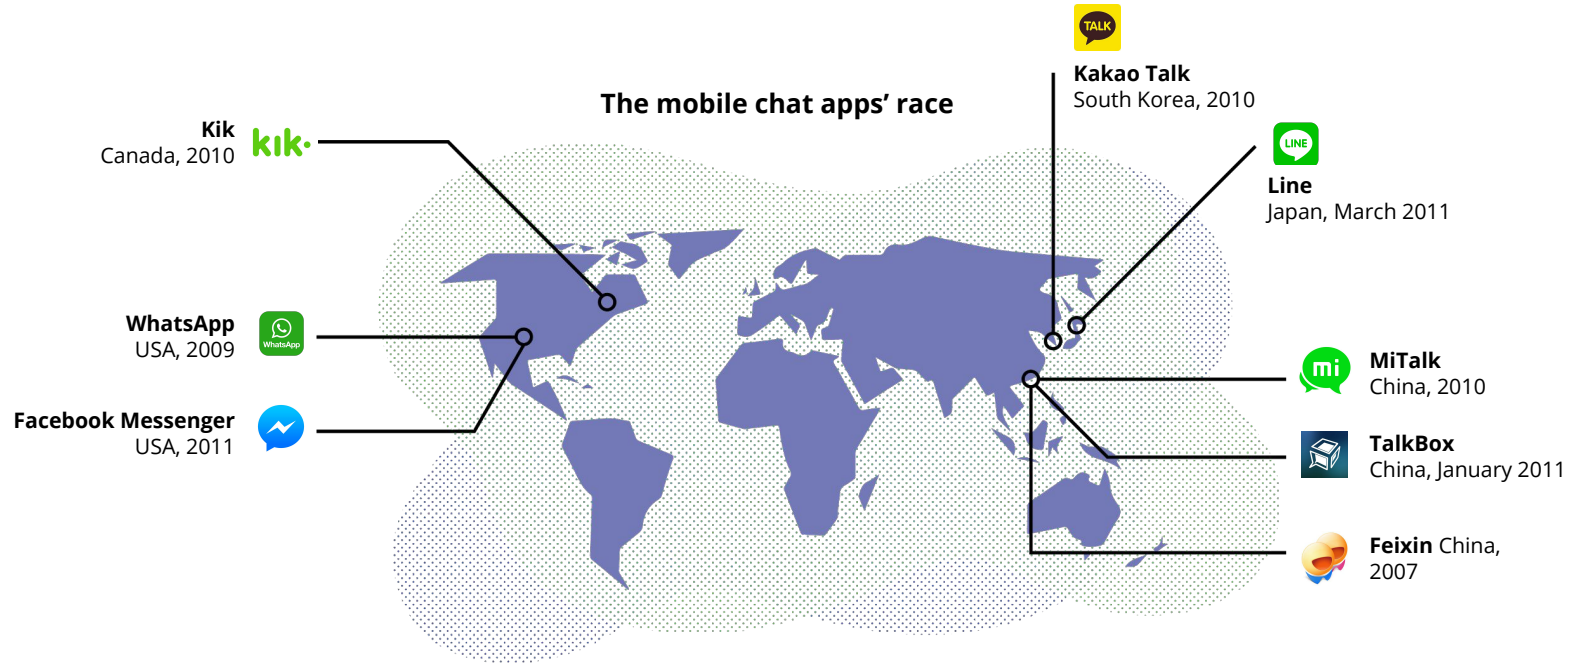 TALK
Kakao Talk
South Korea, 2010
The mobile chat apps’ race
Kik
Canada, 2010
kik·
LINE
Line
Japan, March 2011
WhatsApp
USA, 2009
WhatsApp
mi
MiTalk
China, 2010
Facebook Messenger
USA, 2011
TalkBox
China, January 2011
Feixin China,
2007